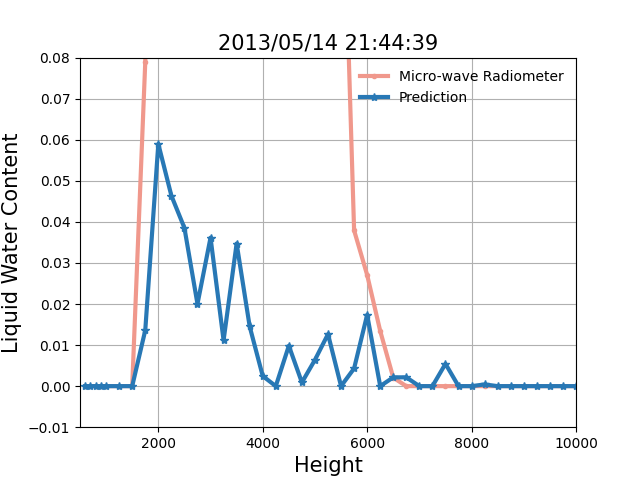 2013/05/14 21:44:39
Liquid Water Content
0.08
0.07
0.06
0.05
0.04
0.03
0.02
0.01
0.00
−0.01
Micro-wave Radiometer
Prediction
2000 4000 6000 8000 10000
Height